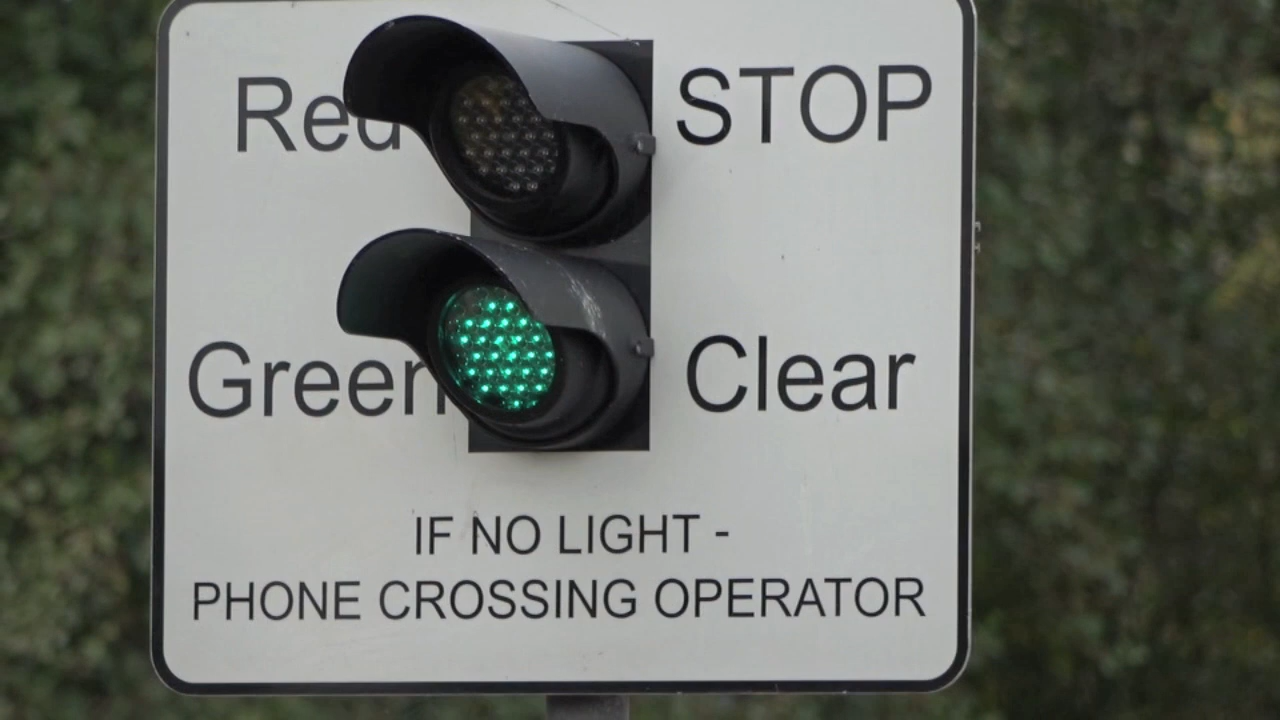 Red STOP
Green Clear
IF NO LIGHT -
PHONE CROSSING OPERATOR